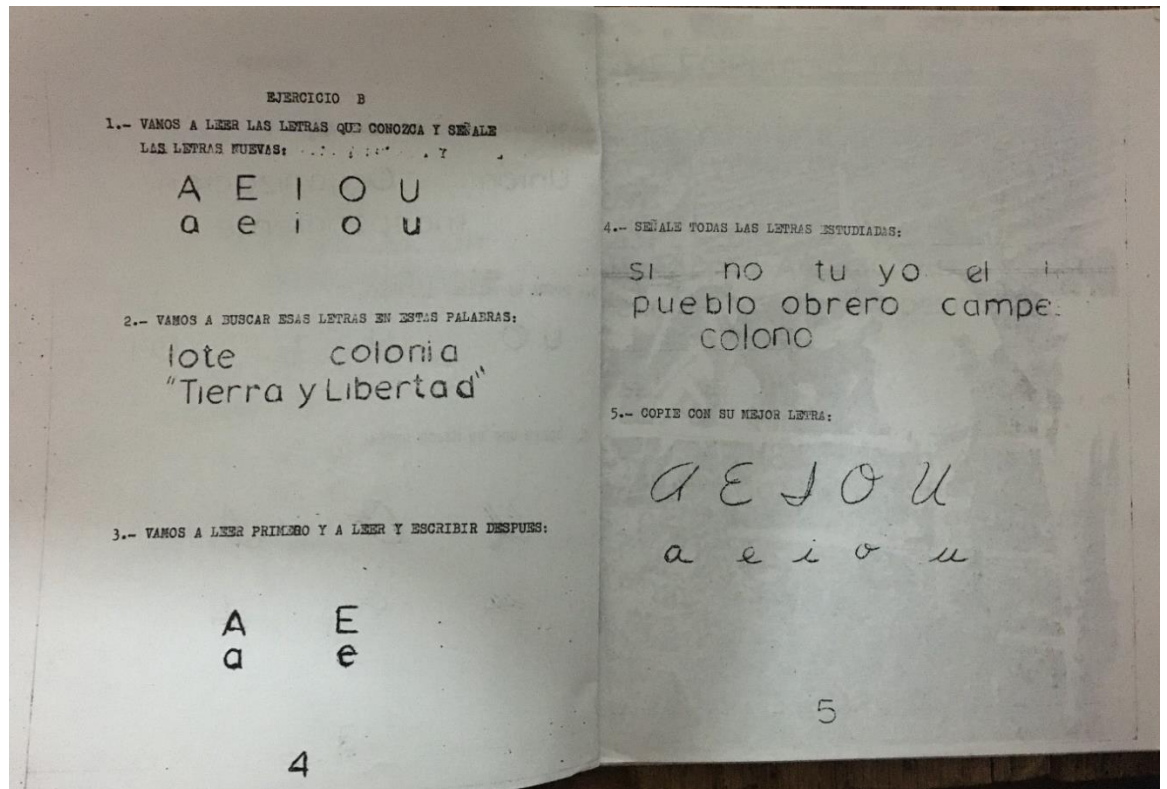 EJERCICIO B
1.- VAMOS A LEER LAS LETRAS QUE CONOZCA Y SEÑALE
LAS LETRAS NUEVAS:
A E I O U
a e i o u
2.- VAMOS A BUSCAR ESAS LETRAS EN ESTAS PALABRAS:
lote colonia
"Tierra y Libertad"
3.- VAMOS A LEER PRIMERO Y A LEER Y ESCRIBIR DESPUES:
A E
a e
4
4.- SEÑALE TODAS LAS LETRAS ESTUDIADAS:
si no tu yo el
pueblo obrero campe
colono
5.- COPIE CON SU MEJOR LETRA:
A E I O U
a e i o u
5